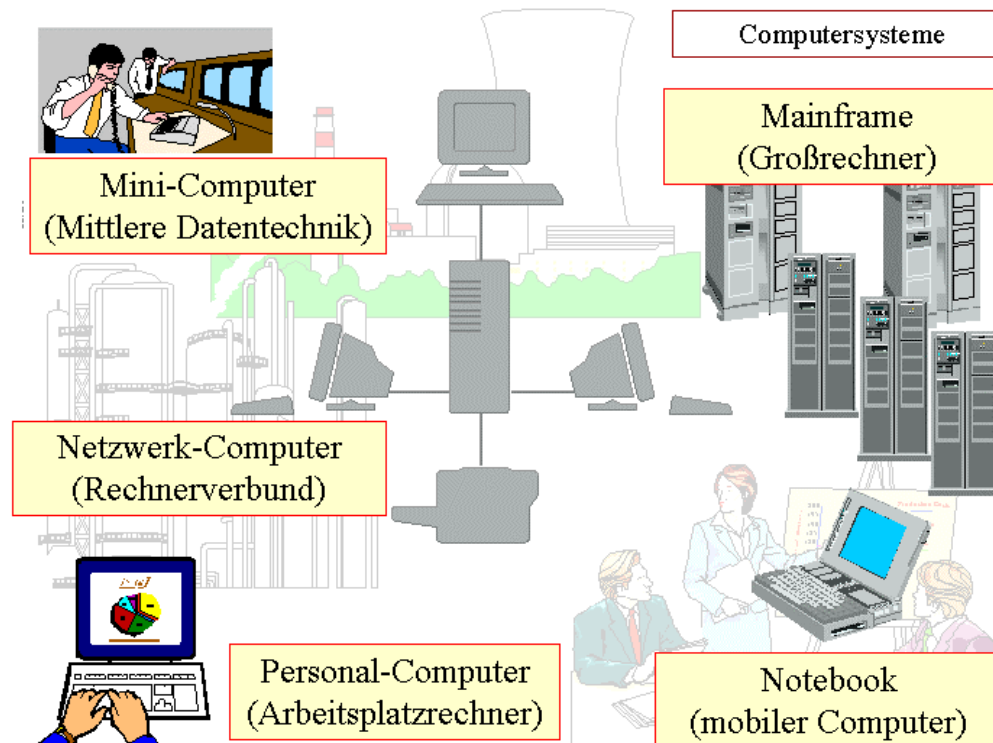 Computersysteme
Mini-Computer
(Mittlere Datentechnik)
Mainframe
(Großrechner)
Netzwerk-Computer
(Rechnerverbund)
Personal-Computer
(Arbeitsplatzrechner)
Notebook
(mobiler Computer)